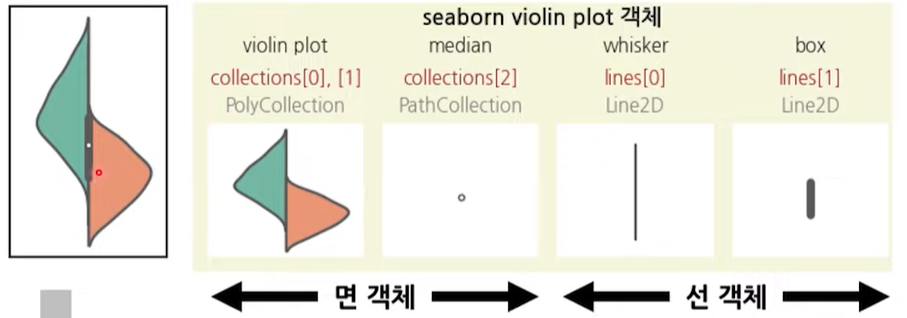 seaborn violin plot 객체
violin plot median whisker box
collections[0], [1] collections[2] lines[0] lines[1]
PolyCollection PathCollection Line2D Line2D
면 객체 선 객체